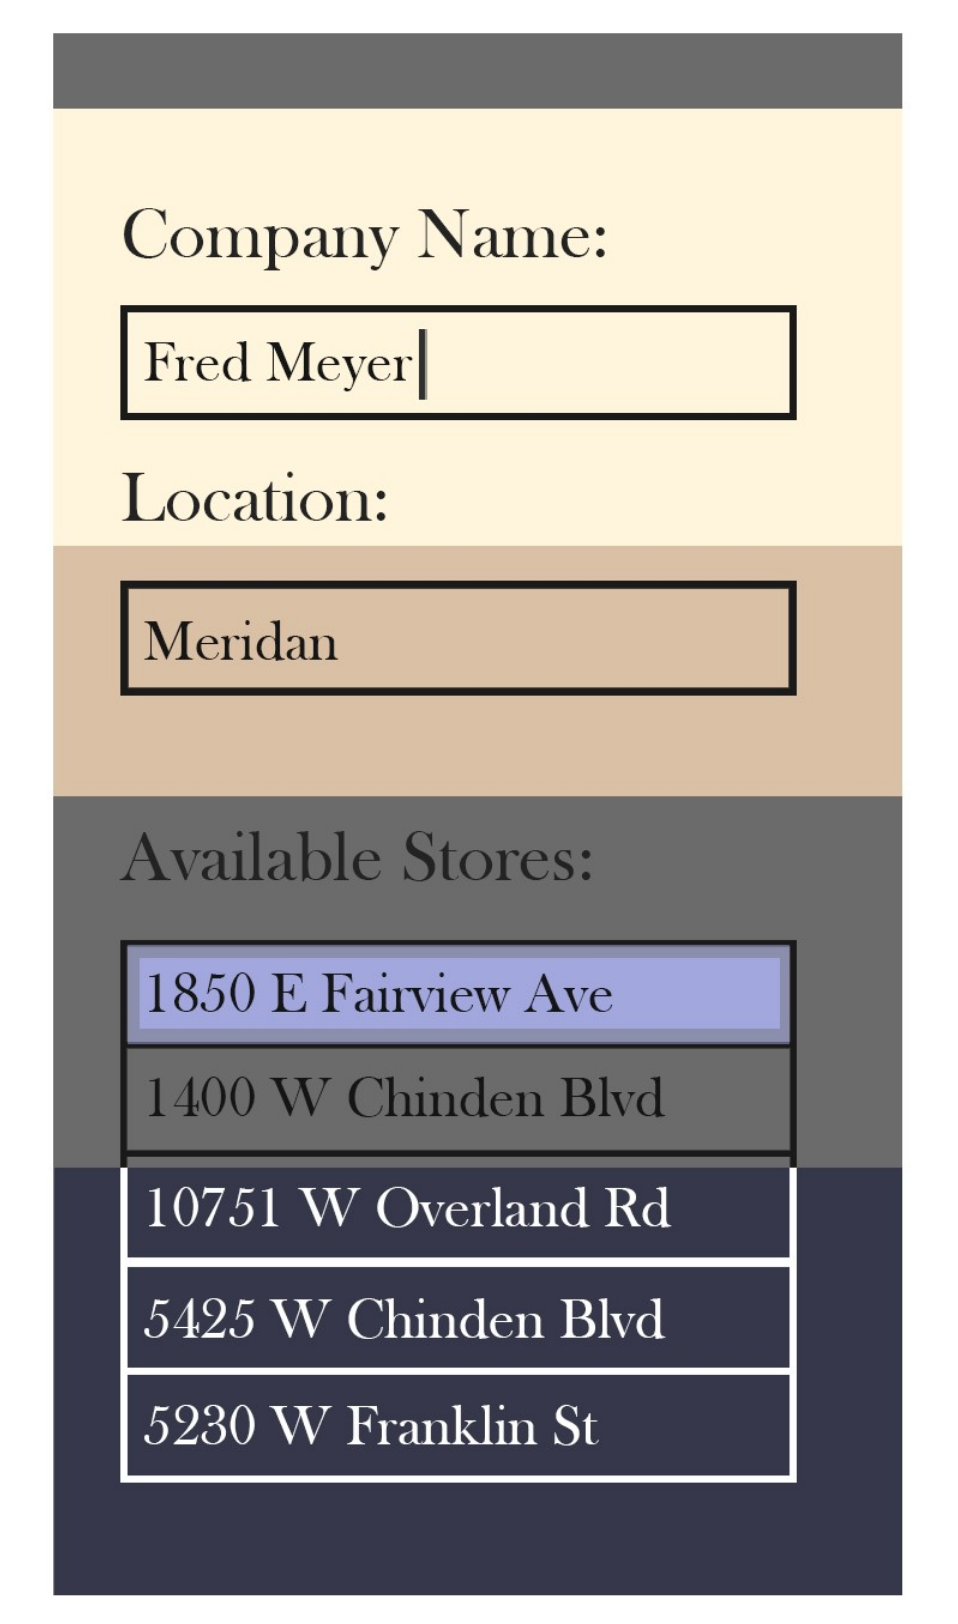 Company Name:
Fred Meyer
Location:
Meridan
Available Stores:
1850 E Fairview Ave
1400 W Chinden Blvd
10751 W Overland Rd
5425 W Chinden Blvd
5230 W Franklin St